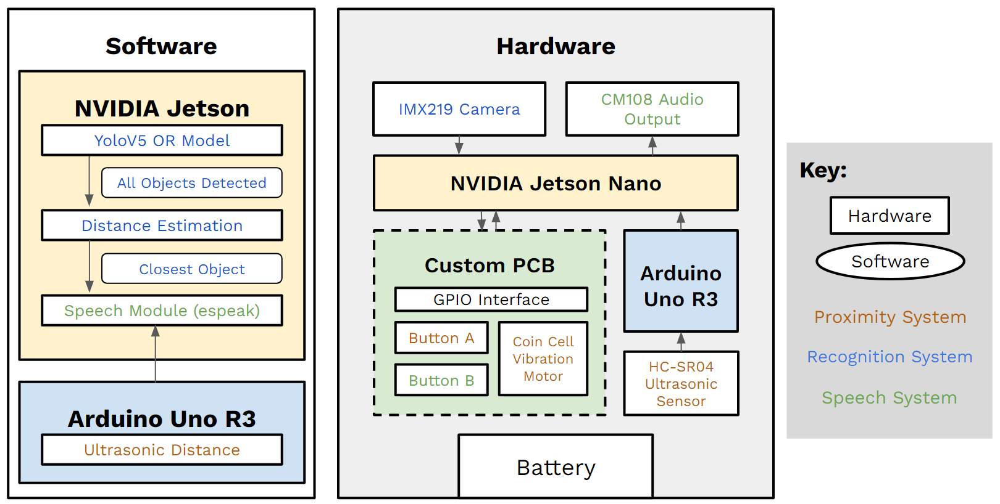 Software
NVIDIA Jetson
YoloV5 OR Model
All Objects Detected
Distance Estimation
Closest Object
Speech Module (espeak)
Arduino Uno R3
Ultrasonic Distance
Hardware
IMX219 Camera
CM108 Audio
Output
NVIDIA Jetson Nano
Custom PCB
GPIO Interface
Button A
Button B
Coin Cell
Vibration
Motor
Arduino
Uno R3
HC-SR04
Ultrasonic
Sensor
Battery
Key:
Hardware
Software
Proximity System
Recognition System
Speech System